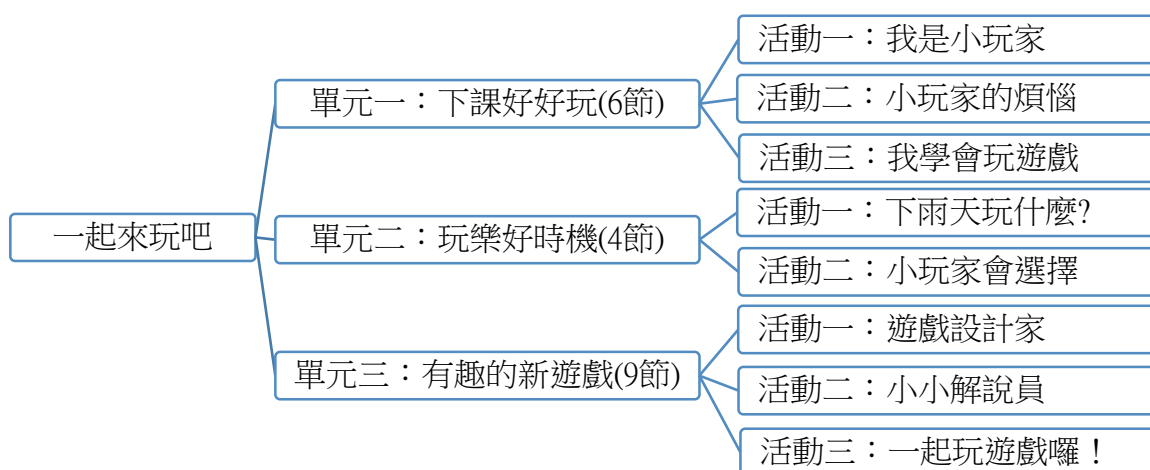 一起來玩吧
單元一：下課好好玩(6節)
活動一：我是小玩家
活動二：小玩家的煩惱
活動三：我學會玩遊戲
單元二：玩樂好時機(4節)
活動一：下雨天玩什麼?
活動二：小玩家會選擇
單元三：有趣的新遊戲(9節)
活動一：遊戲設計家
活動二：小小解說員
活動三：一起玩遊戲囉！